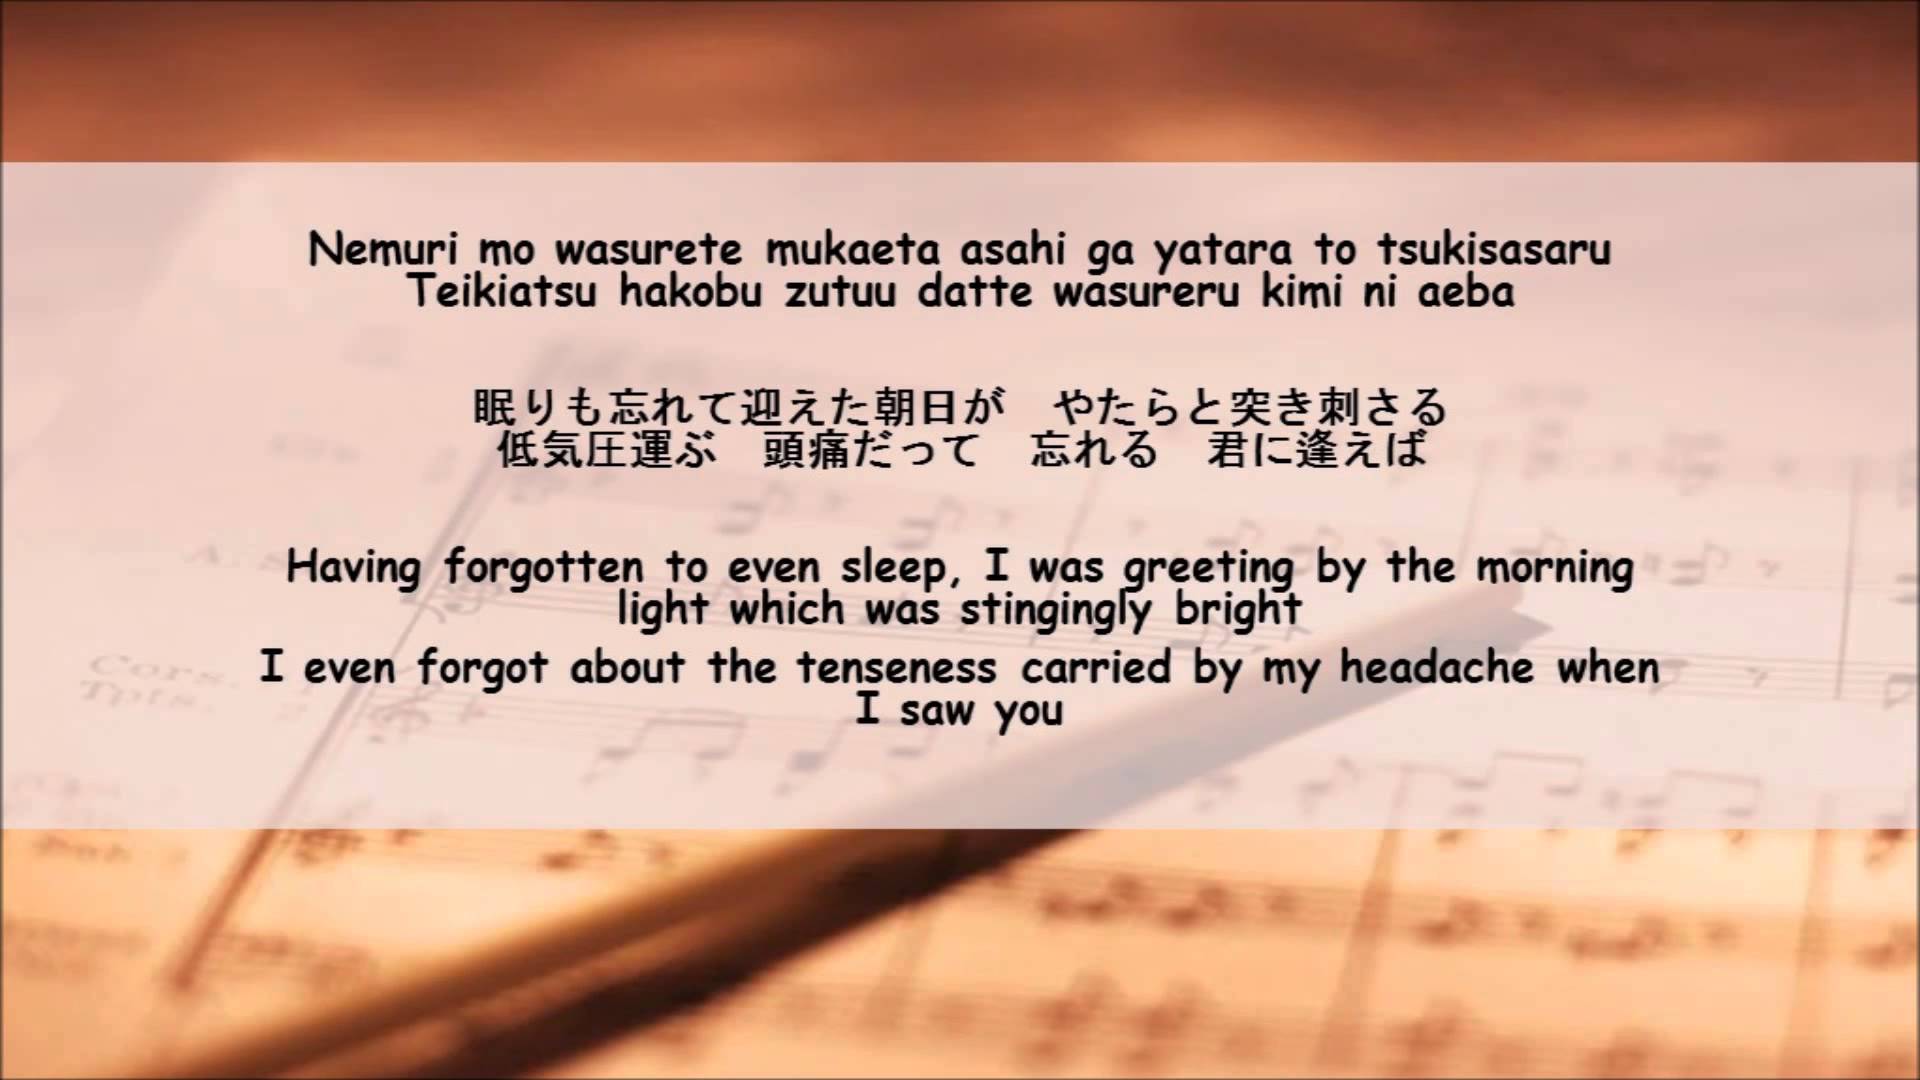 Nemuri mo wasurete mukaeta asahi ga yatara to tsukisasaru
Teikiatsu hakobu zutuu datte wasureru kimi ni aeba
眠りも忘れて迎えた朝日が　やたらと突き刺さる
低気圧運ぶ　頭痛だって　忘れる　君に逢えば
Having forgotten to even sleep, I was greeting by the morning
light which was stingingly bright
I even forgot about the tenseness carried by my headache when
I saw you
Cors.
Tpts.